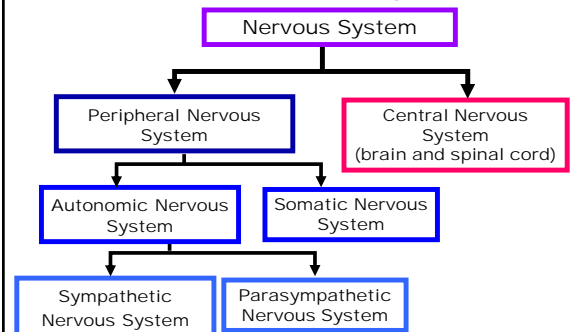 Nervous System
Peripheral Nervous
System
Central Nervous
System
(brain and spinal cord)
Autonomic Nervous
System
Somatic Nervous
System
Sympathetic
Nervous System
Parasympathetic
Nervous System